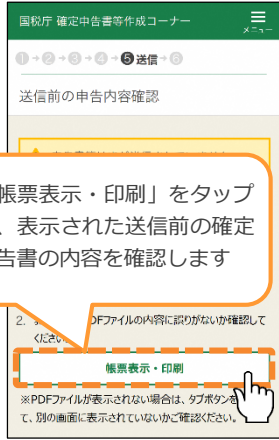 国税庁 確定申告書等作成コーナー
メニュー
1→2→3→4→5送信→6
送信前の申告内容確認
帳票表示・印刷」をタップ
、表示された送信前の確定
告書の内容を確認します
2.
PDFファイルの内容に誤りがないか確認して
ください
帳票表示・印刷
※PDFファイルが表示されない場合は、タブボタンを
て、別の画面に表示されていないかご確認ください。